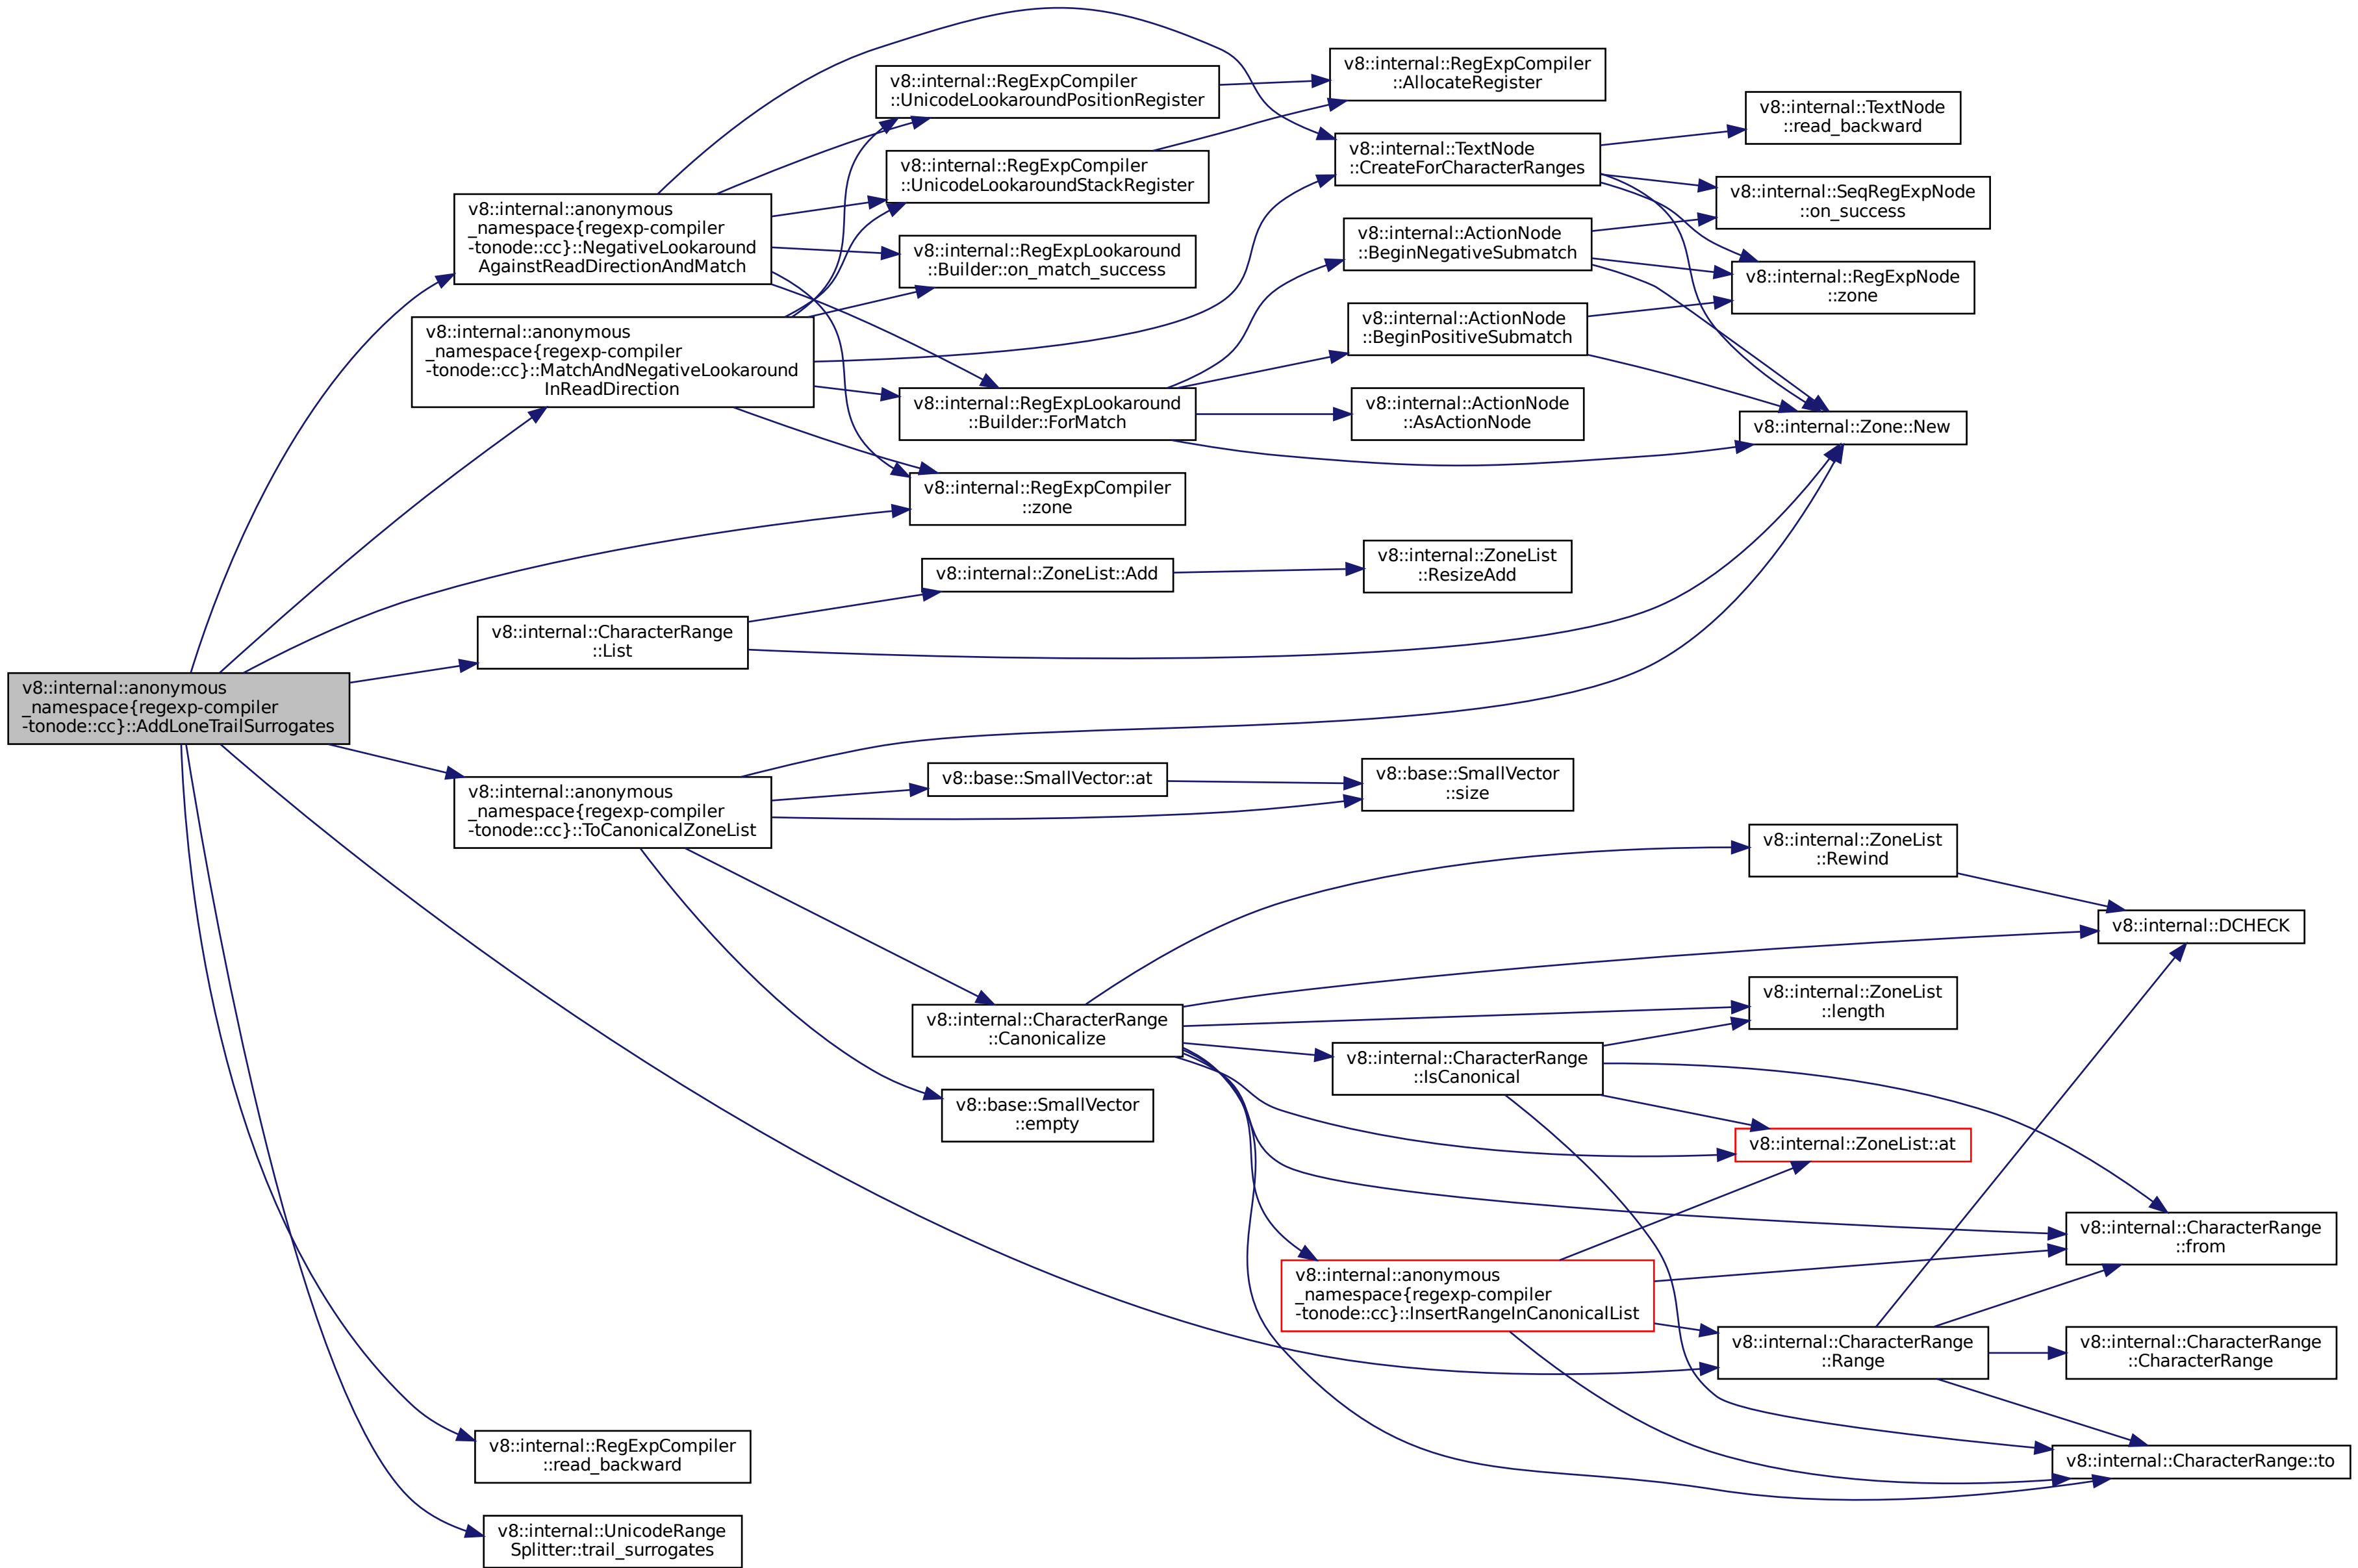 v8::internal::anonymous
_namespace{regexp-compiler
-tonode::cc}::AddLoneTrailSurrogates
v8::internal::anonymous
_namespace{regexp-compiler
-tonode::cc}::NegativeLookaround
AgainstReadDirectionAndMatch
v8::internal::anonymous
_namespace{regexp-compiler
-tonode::cc}::MatchAndNegativeLookaround
InReadDirection
v8::internal::CharacterRange
::List
v8::internal::anonymous
_namespace{regexp-compiler
-tonode::cc}::ToCanonicalZoneList
v8::internal::RegExpCompiler
::read_backward
v8::internal::UnicodeRange
Splitter::trail_surrogates
v8::internal::RegExpCompiler
::UnicodeLookaroundPositionRegister
v8::internal::RegExpCompiler
::UnicodeLookaroundStackRegister
v8::internal::RegExpLookaround
::Builder::on_match_success
v8::internal::RegExpLookaround
::Builder::ForMatch
v8::internal::RegExpCompiler
::zone
v8::internal::ZoneList::Add
v8::base::SmallVector::at
v8::internal::CharacterRange
::Canonicalize
v8::base::SmallVector
::empty
v8::internal::RegExpCompiler
::AllocateRegister
v8::internal::TextNode
::CreateForCharacterRanges
v8::internal::ActionNode
::BeginNegativeSubmatch
v8::internal::ActionNode
::BeginPositiveSubmatch
v8::internal::ActionNode
::AsActionNode
v8::internal::ZoneList
::ResizeAdd
v8::base::SmallVector
::size
v8::internal::CharacterRange
::IsCanonical
v8::internal::anonymous
_namespace{regexp-compiler
-tonode::cc}::InsertRangeInCanonicalList
v8::internal::TextNode
::read_backward
v8::internal::SeqRegExpNode
::on_success
v8::internal::RegExpNode
::zone
v8::internal::Zone::New
v8::internal::ZoneList
::Rewind
v8::internal::ZoneList
::length
v8::internal::ZoneList::at
v8::internal::CharacterRange
::Range
v8::internal::DCHECK
v8::internal::CharacterRange
::from
v8::internal::CharacterRange
::CharacterRange
v8::internal::CharacterRange::to